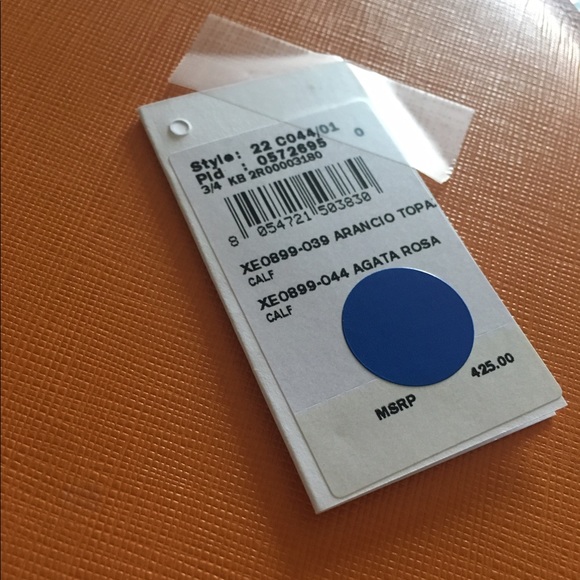 Style: 22 C044/01 0
Pld : 0572695
3/4 KB 2R00003180
8 054721 503830
XE0899-039 ARANCIO TOPA
CALF
XE0899-044 AGATA ROSA
CALF
MSRP 425.00